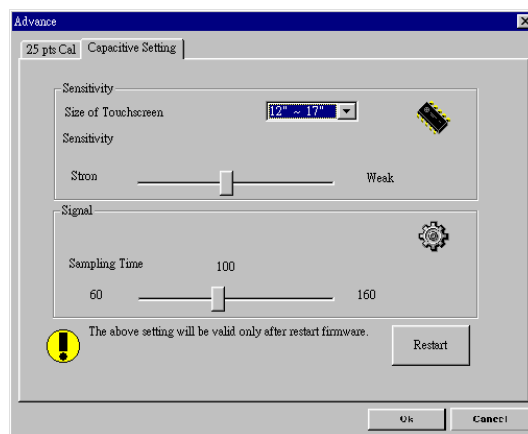 Advance
25 pts Cal Capacitive Setting
Sensitivity
Size of Touchscreen 12" ~ 17"
Sensitivity
Stron Weak
Signal
Sampling Time 100
60 160
The above setting will be valid only after restart firmware.
Restart
Ok Cancel